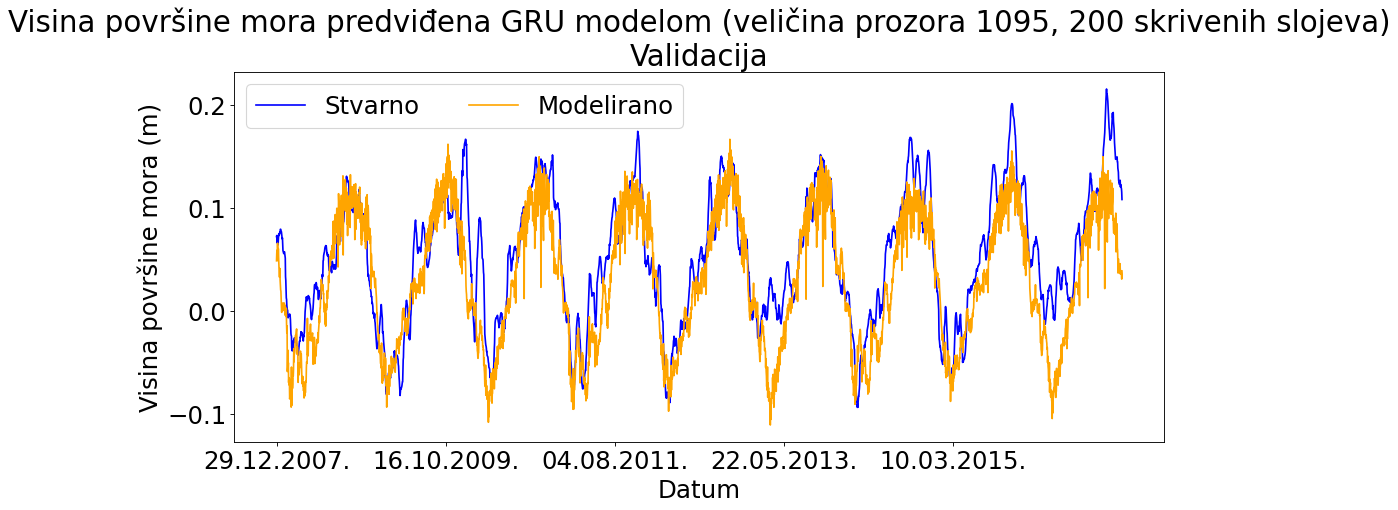 Visina površine mora predviđena GRU modelom (veličina prozora 1095, 200 skrivenih slojeva)
Validacija
Stvarno
Modelirano
Visina površine mora (m)
0.2
0.1
0.0
−0.1
29.12.2007.
16.10.2009.
04.08.2011.
22.05.2013.
10.03.2015.
Datum